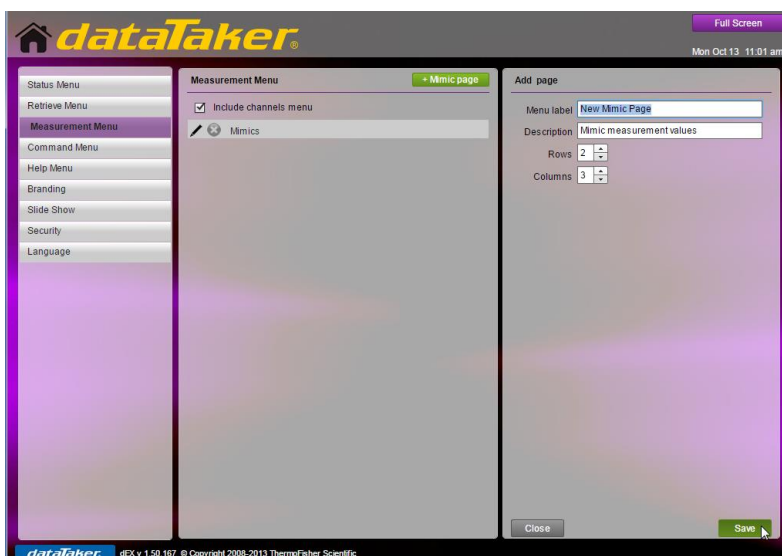 dataTaker®
Full Screen
Mon Oct 13 11:01 am
Status Menu
Retrieve Menu
Measurement Menu
Command Menu
Help Menu
Branding
Slide Show
Security
Language
Measurement Menu
+ Mimic page
Include channels menu
Mimics
Add page
Menu label New Mimic Page
Description Mimic measurement values
Rows 2
Columns 3
Close
Save
dataTaker dEX v 1.50.167 © Copyright 2008-2013 ThermoFisher Scientific